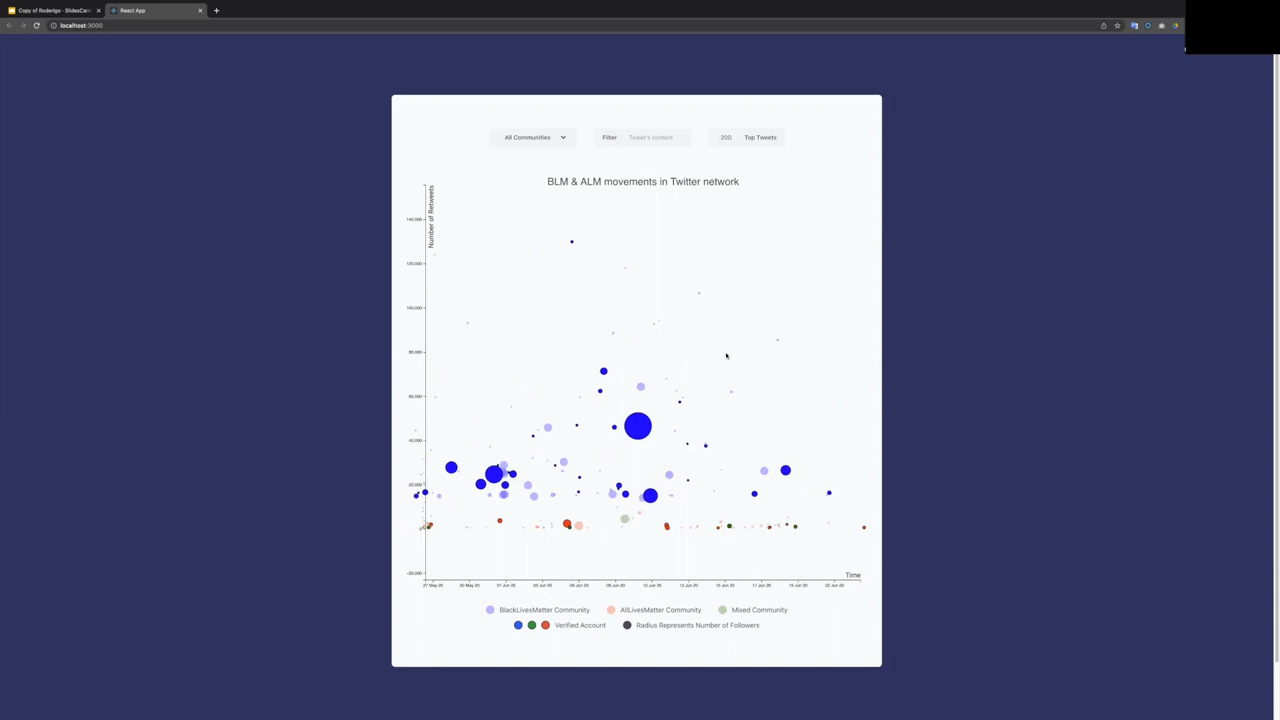 Copy of Roderigo - SlidesCarn
React App
localhost:3000
All Communities
Filter Tweet's content
200 Top Tweets
BLM & ALM movements in Twitter network
Number of Retweets
140,000
120,000
100,000
80,000
60,000
40,000
20,000
-20,000
Time
27 May 20 30 May 20 01 Jun 20 03 Jun 20 06 Jun 20 08 Jun 20 10 Jun 20 13 Jun 20 15 Jun 20 17 Jun 20 19 Jun 20 22 Jun 20
BlackLivesMatter Community AllLivesMatter Community Mixed Community
Verified Account Radius Represents Number of Followers